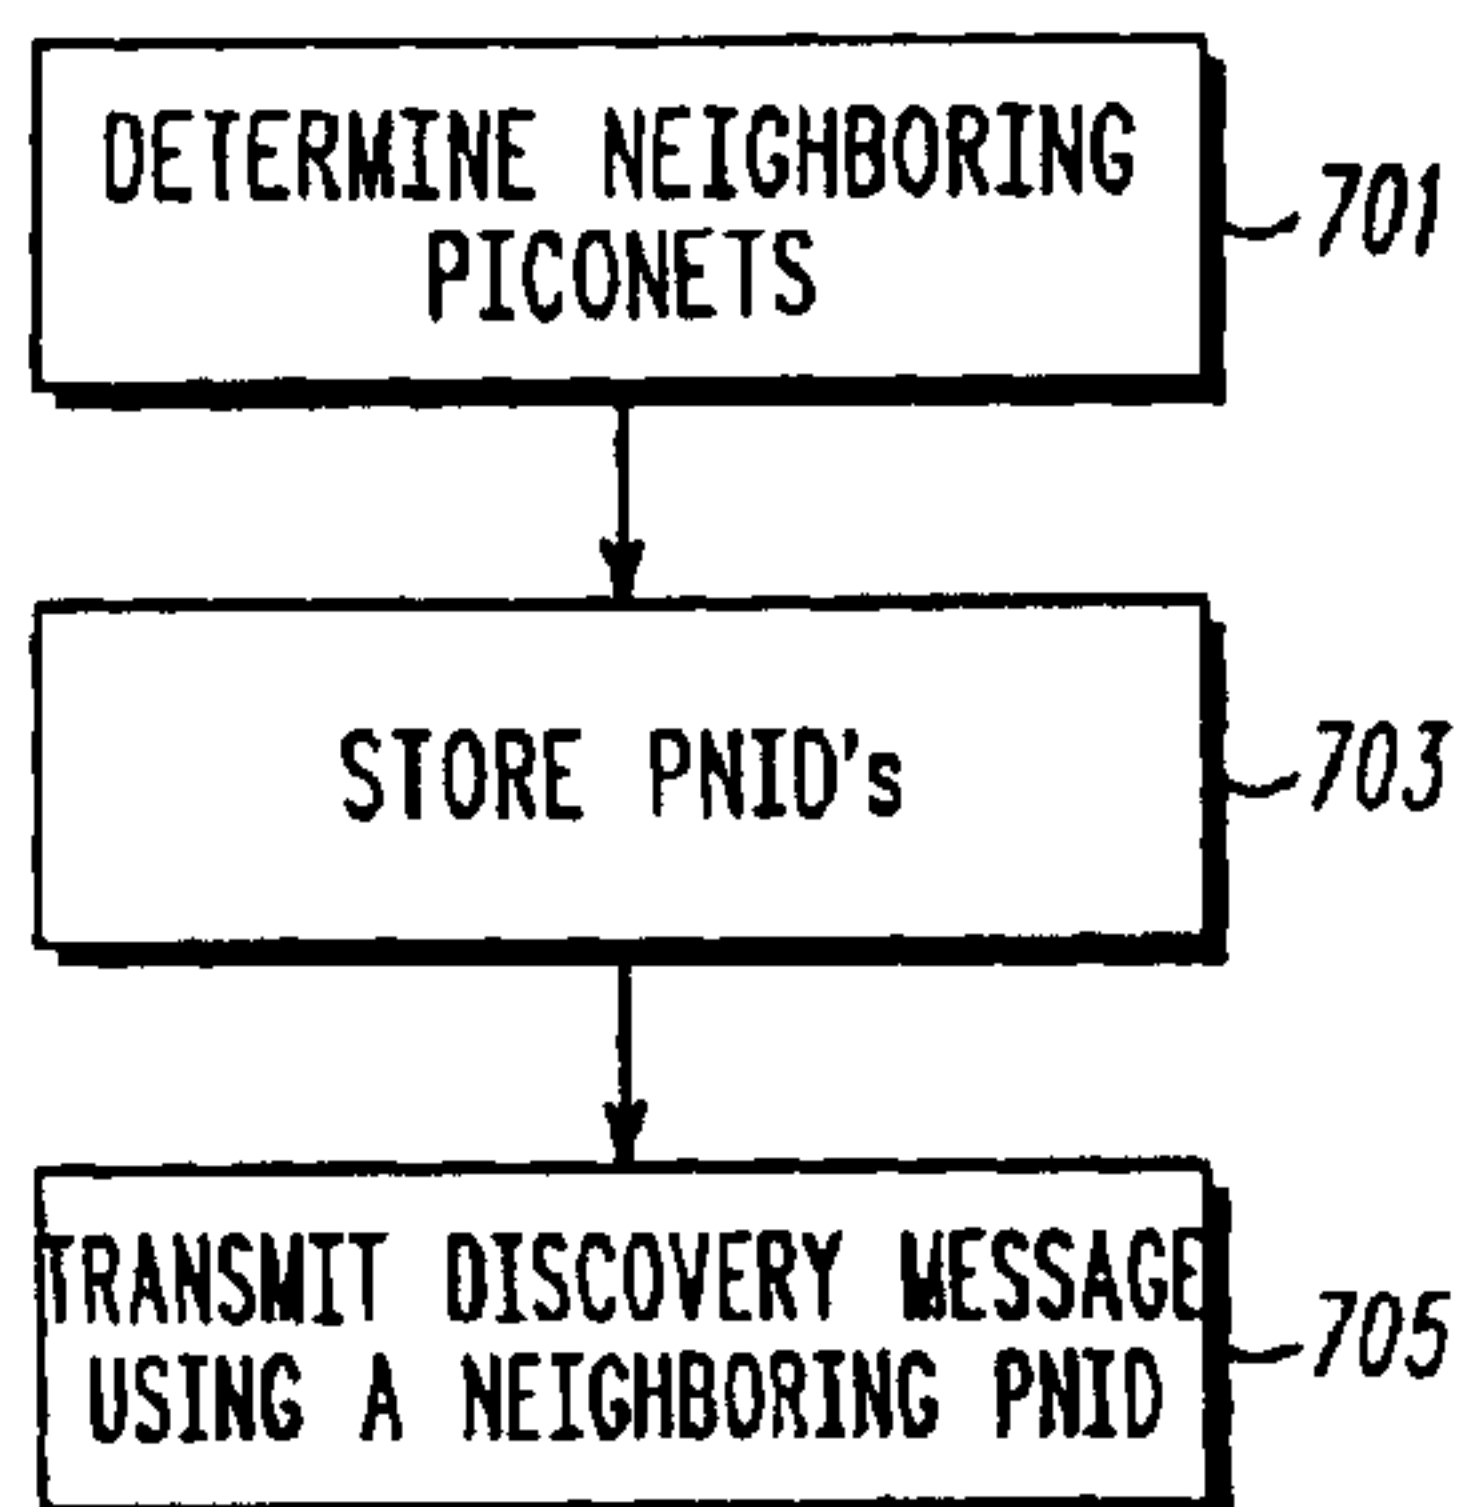 DETERMINE NEIGHBORING
PICONETS
701
STORE PNID's
703
TRANSMIT DISCOVERY MESSAGE
USING A NEIGHBORING PNID
705